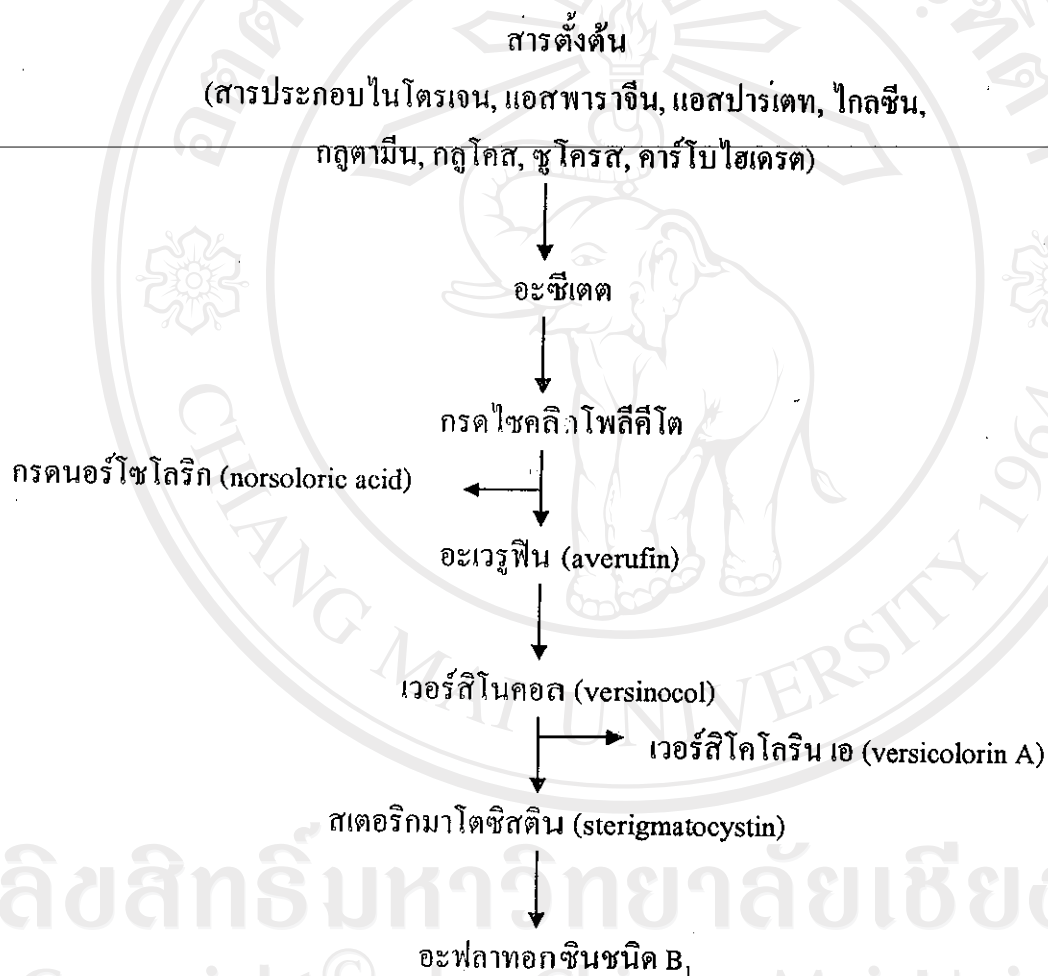 สารตั้งต้น
(สารประกอบไนโตรเจน, แอสพาราจีน, แอสปาร์เตท, ไกลซีน,
กลูตามีน, กลูโคส, ซูโครส, คาร์โบไฮเดรต)
อะซีเตต
กรดไซคลิกโพลีคีโต
กรดนอร์โซโลริก (norsoloric acid)
อะเวรูฟิน (averufin)
เวอร์สิโนคอล (versinocol)
เวอร์สิโคโลริน เอ (versicolorin A)
สเตอริกมาโตซิสติน (sterigmatocystin)
อะฟลาทอกซินชนิด B₁
CHIANG MAI UNIVERSITY 1964
ลิขสิทธิ์มหาวิทยาลัยเชียง